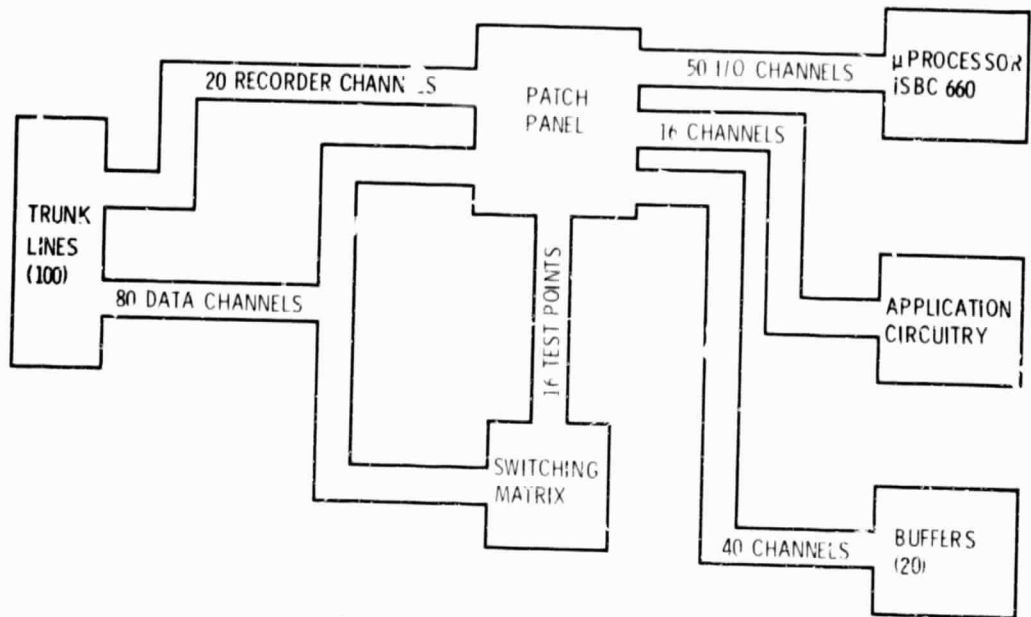 20 RECORDER CHANNELS
PATCH
PANEL
50 I/O CHANNELS
µPROCESSOR
iSBC 660
16 CHANNELS
TRUNK
LINES
(100)
80 DATA CHANNELS
16 TEST POINTS
APPLICATION
CIRCUITRY
SWITCHING
MATRIX
40 CHANNELS
BUFFERS
(20)